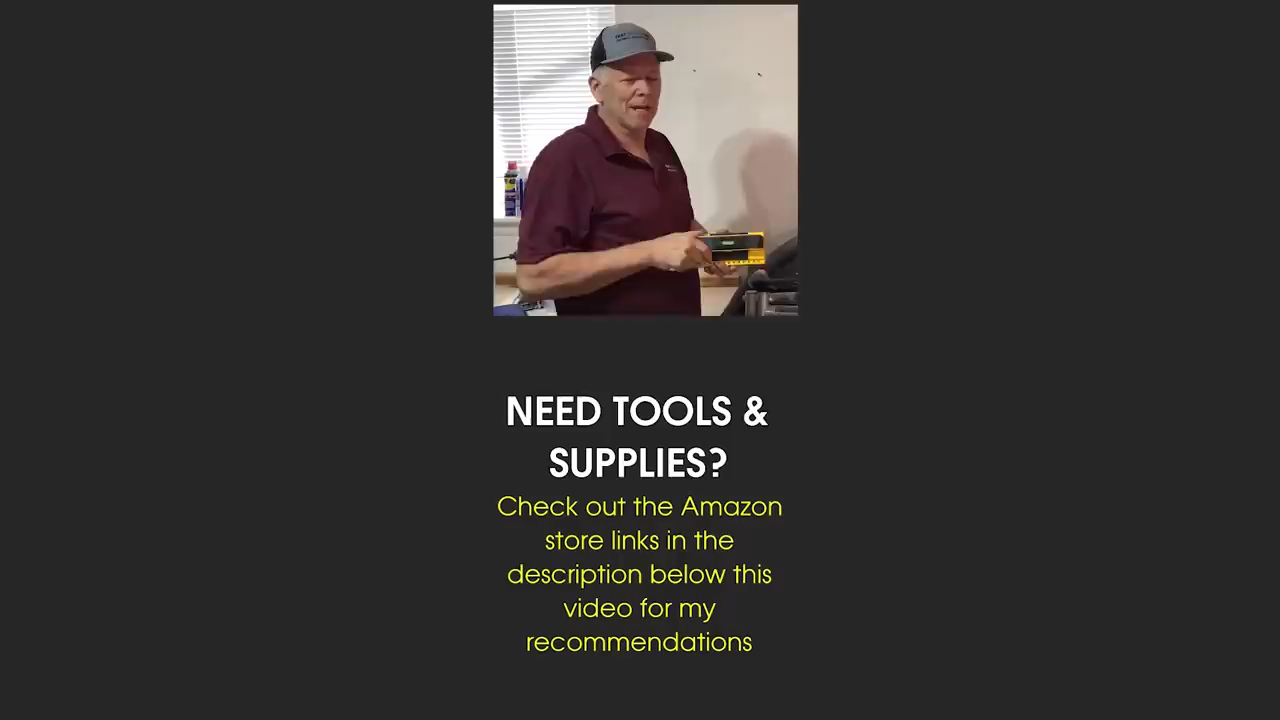 NEED TOOLS &
SUPPLIES?
Check out the Amazon
store links in the
description below this
video for my
recommendations